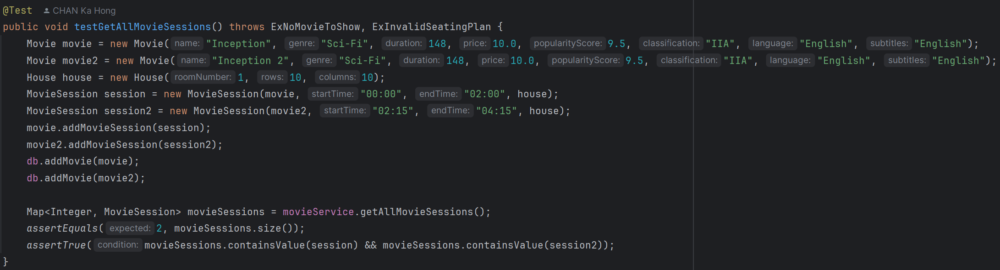 @Test CHAN Ka Hong
public void testGetAllMovieSessions() throws ExNoMovieToShow, ExInvalidSeatingPlan {
    Movie movie = new Movie( name: "Inception", genre: "Sci-Fi", duration: 148, price: 10.0, popularityScore: 9.5, classification: "IIA", language: "English", subtitles: "English");
    Movie movie2 = new Movie( name: "Inception 2", genre: "Sci-Fi", duration: 148, price: 10.0, popularityScore: 9.5, classification: "IIA", language: "English", subtitles: "English");
    House house = new House( roomNumber: 1, rows: 10, columns: 10);
    MovieSession session = new MovieSession(movie, startTime: "00:00", endTime: "02:00", house);
    MovieSession session2 = new MovieSession(movie2, startTime: "02:15", endTime: "04:15", house);
    movie.addMovieSession(session);
    movie2.addMovieSession(session2);
    db.addMovie(movie);
    db.addMovie(movie2);
    Map<Integer, MovieSession> movieSessions = movieService.getAllMovieSessions();
    assertEquals( expected: 2, movieSessions.size());
    assertTrue( condition: movieSessions.containsValue(session) && movieSessions.containsValue(session2));
}